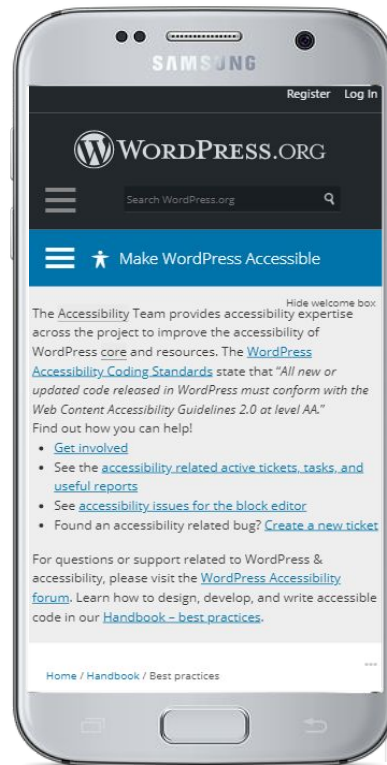 SAMSUNG
Register Log In
WORDPRESS.ORG
Search WordPress.org
Make WordPress Accessible
Hide welcome box
The Accessibility Team provides accessibility expertise
across the project to improve the accessibility of
WordPress core and resources. The WordPress
Accessibility Coding Standards state that “All new or
updated code released in WordPress must conform with the
Web Content Accessibility Guidelines 2.0 at level AA.”
Find out how you can help!
• Get involved
• See the accessibility related active tickets, tasks, and
useful reports
• See accessibility issues for the block editor
• Found an accessibility related bug? Create a new ticket
For questions or support related to WordPress &
accessibility, please visit the WordPress Accessibility
forum. Learn how to design, develop, and write accessible
code in our Handbook – best practices.
Home / Handbook / Best practices